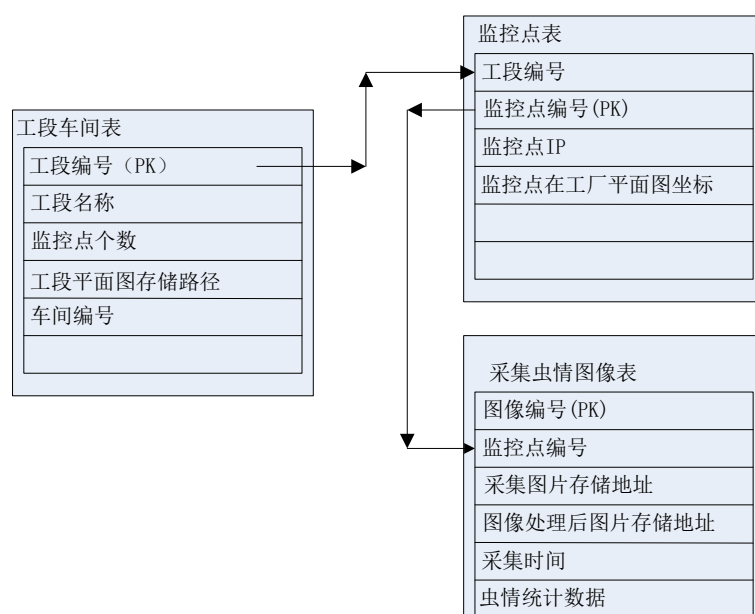 工段车间表
工段编号（PK）
工段名称
监控点个数
工段平面图存储路径
车间编号
监控点表
工段编号
监控点编号(PK)
监控点IP
监控点在工厂平面图坐标
采集虫情图像表
图像编号(PK)
监控点编号
采集图片存储地址
图像处理后图片存储地址
采集时间
虫情统计数据